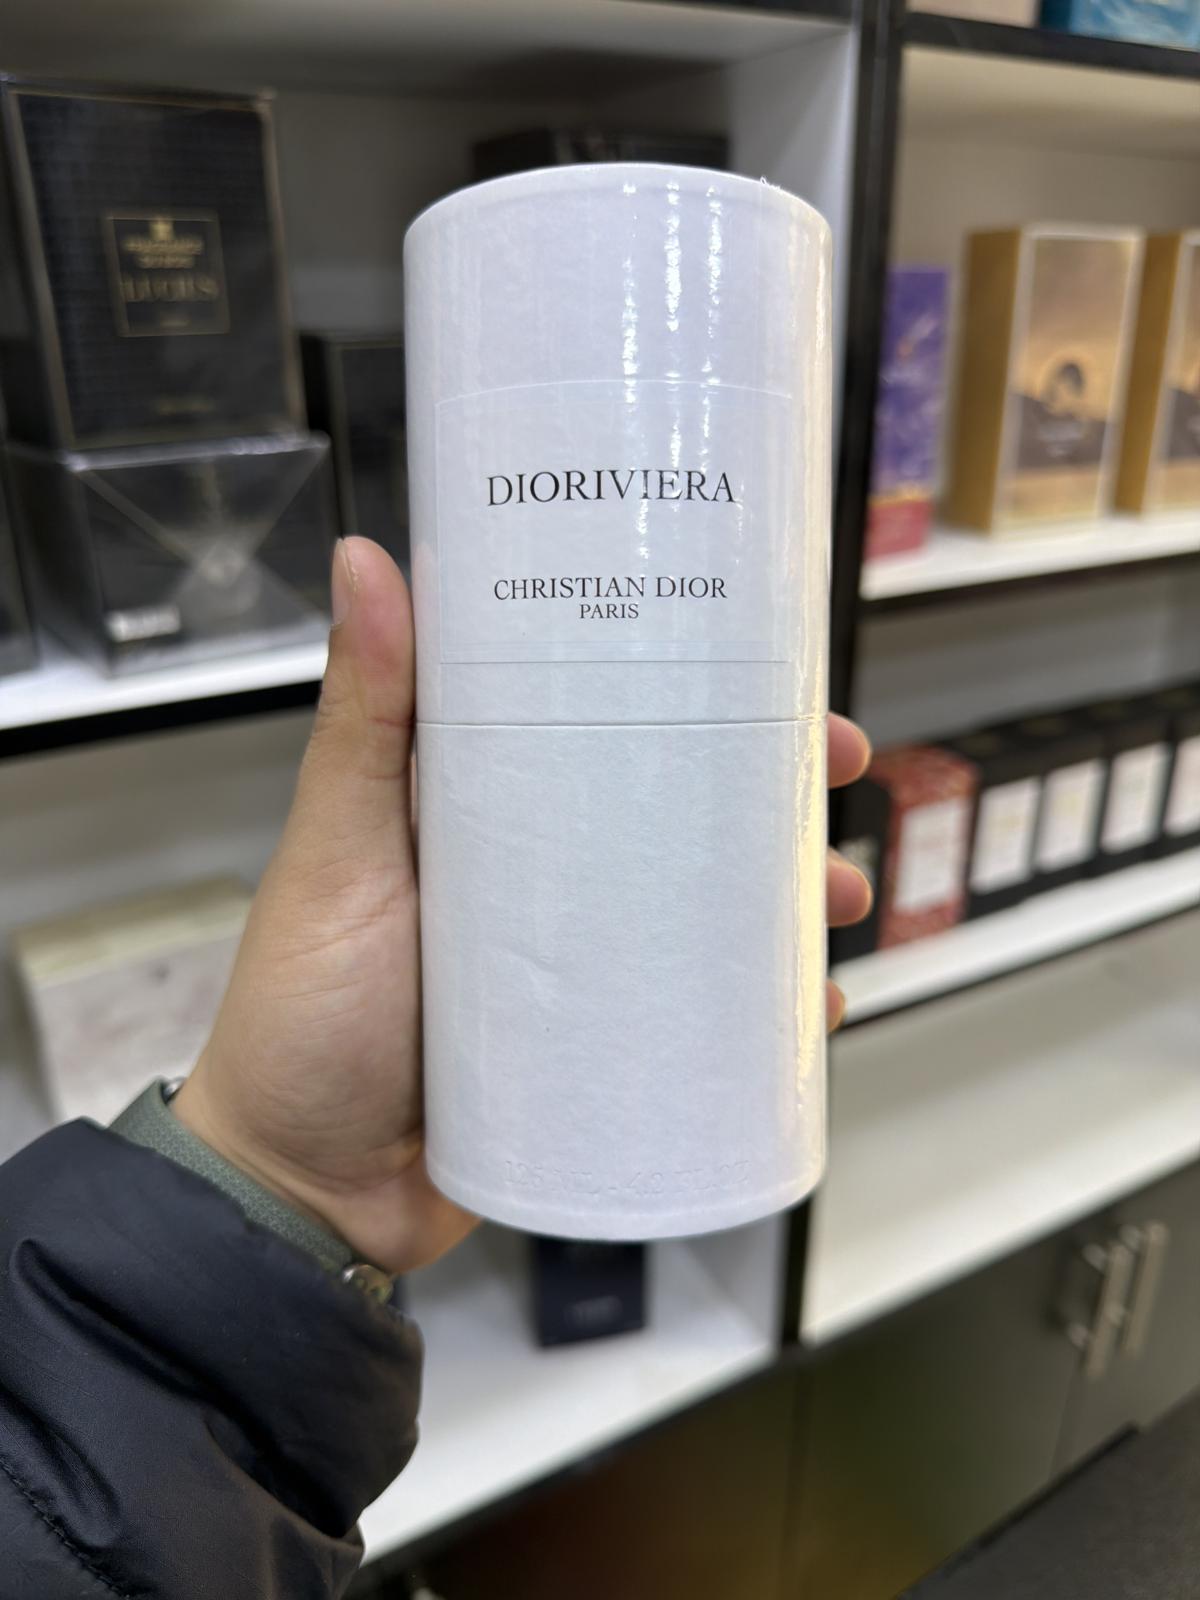 DIORIVIERA
CHRISTIAN DIOR
PARIS
125 ML - 4.2 FL.OZ